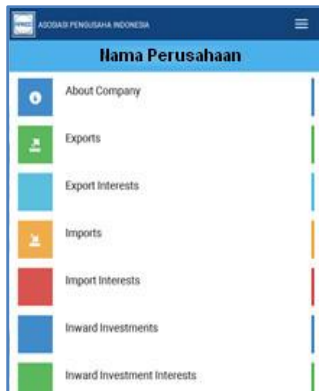 ASOSIASI PENGUSAHA INDONESIA
Nama Perusahaan
About Company
Exports
Export Interests
Imports
Import Interests
Inward Investments
Inward Investment Interests